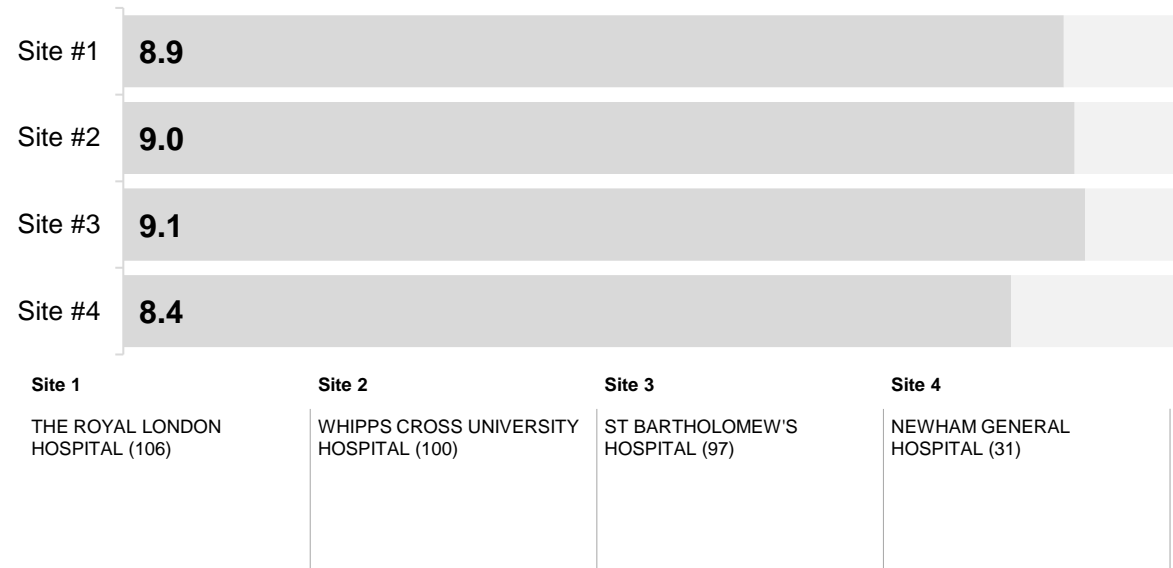 Site #1 8.9
Site #2 9.0
Site #3 9.1
Site #4 8.4
Site 1
THE ROYAL LONDON
HOSPITAL (106)
Site 2
WHIPPS CROSS UNIVERSITY
HOSPITAL (100)
Site 3
ST BARTHOLOMEW'S
HOSPITAL (97)
Site 4
NEWHAM GENERAL
HOSPITAL (31)